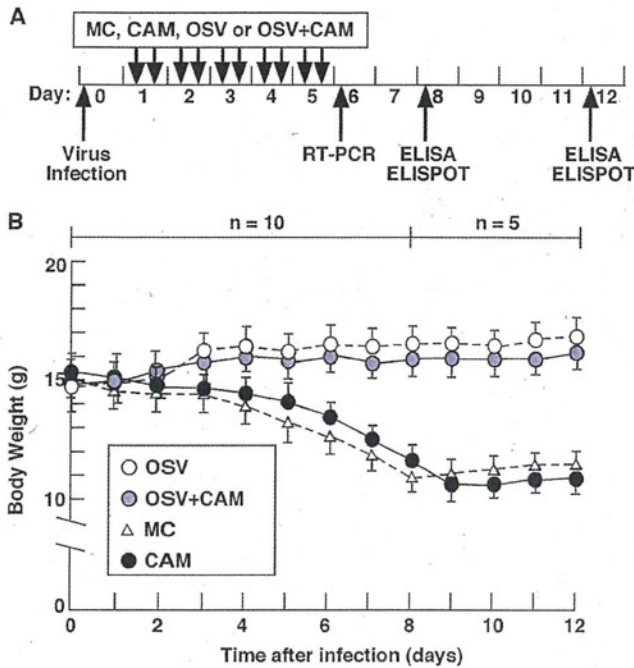 A
MC, CAM, OSV or OSV+CAM
Day: 0 1 2 3 4 5 6 7 8 9 10 11 12
Virus
Infection
RT-PCR
ELISA
ELISPOT
ELISA
ELISPOT
B
n = 10
n = 5
20
15
10
0
Body Weight (g)
OSV
OSV+CAM
MC
CAM
0 2 4 6 8 10 12
Time after infection (days)